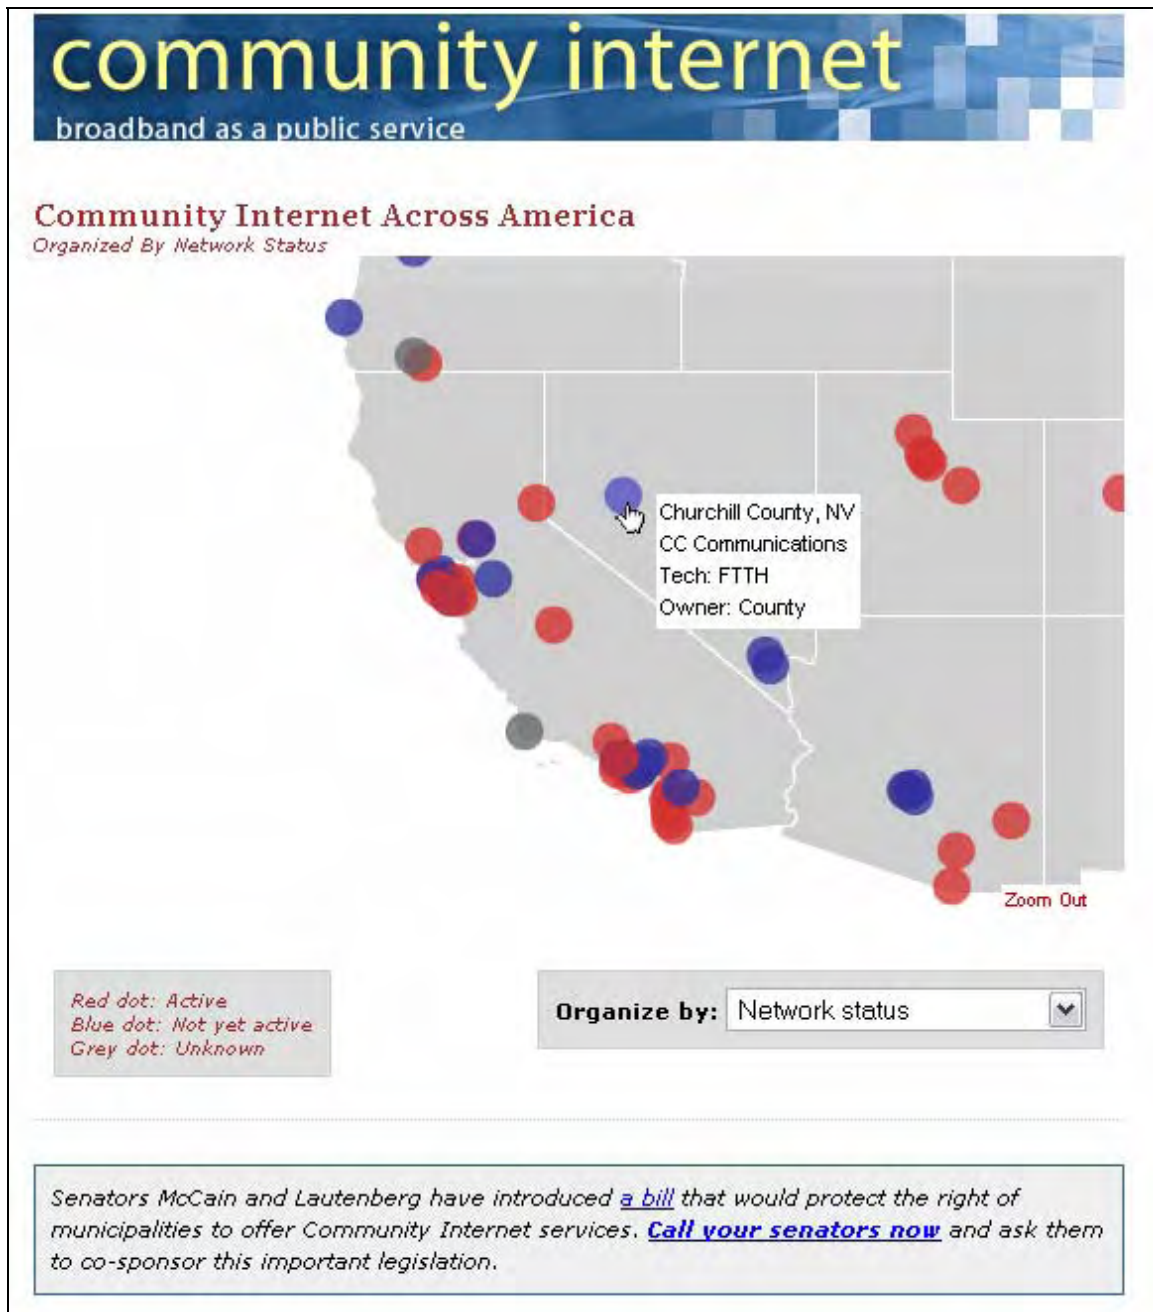 community internet
broadband as a public service
Community Internet Across America
Organized By Network Status
Churchill County, NV
CC Communications
Tech: FTTH
Owner: County
Zoom Out
Red dot: Active
Blue dot: Not yet active
Grey dot: Unknown
Organize by: Network status
Senators McCain and Lautenberg have introduced a bill that would protect the right of
municipalities to offer Community Internet services. Call your senators now and ask them
to co-sponsor this important legislation.